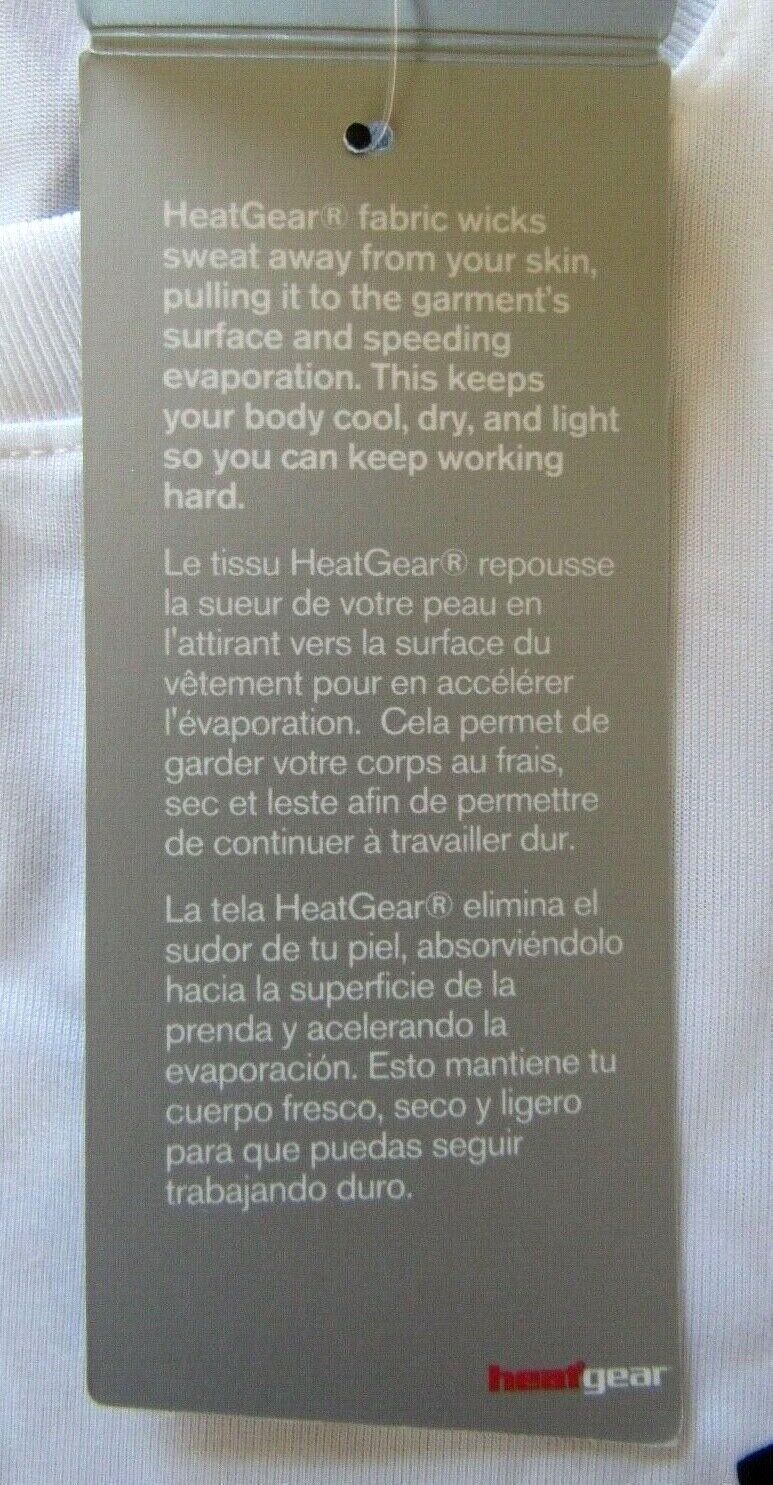 HeatGear® fabric wicks
sweat away from your skin,
pulling it to the garment's
surface and speeding
evaporation. This keeps
your body cool, dry, and light
so you can keep working
hard.
Le tissu HeatGear® repousse
la sueur de votre peau en
l'attirant vers la surface du
vêtement pour en accélérer
l'évaporation.  Cela permet de
garder votre corps au frais,
sec et leste afin de permettre
de continuer à travailler dur.
La tela HeatGear® elimina el
sudor de tu piel, absorviéndolo
hacia la superficie de la
prenda y acelerando la
evaporación. Esto mantiene tu
cuerpo fresco, seco y ligero
para que puedas seguir
trabajando duro.
heatgear